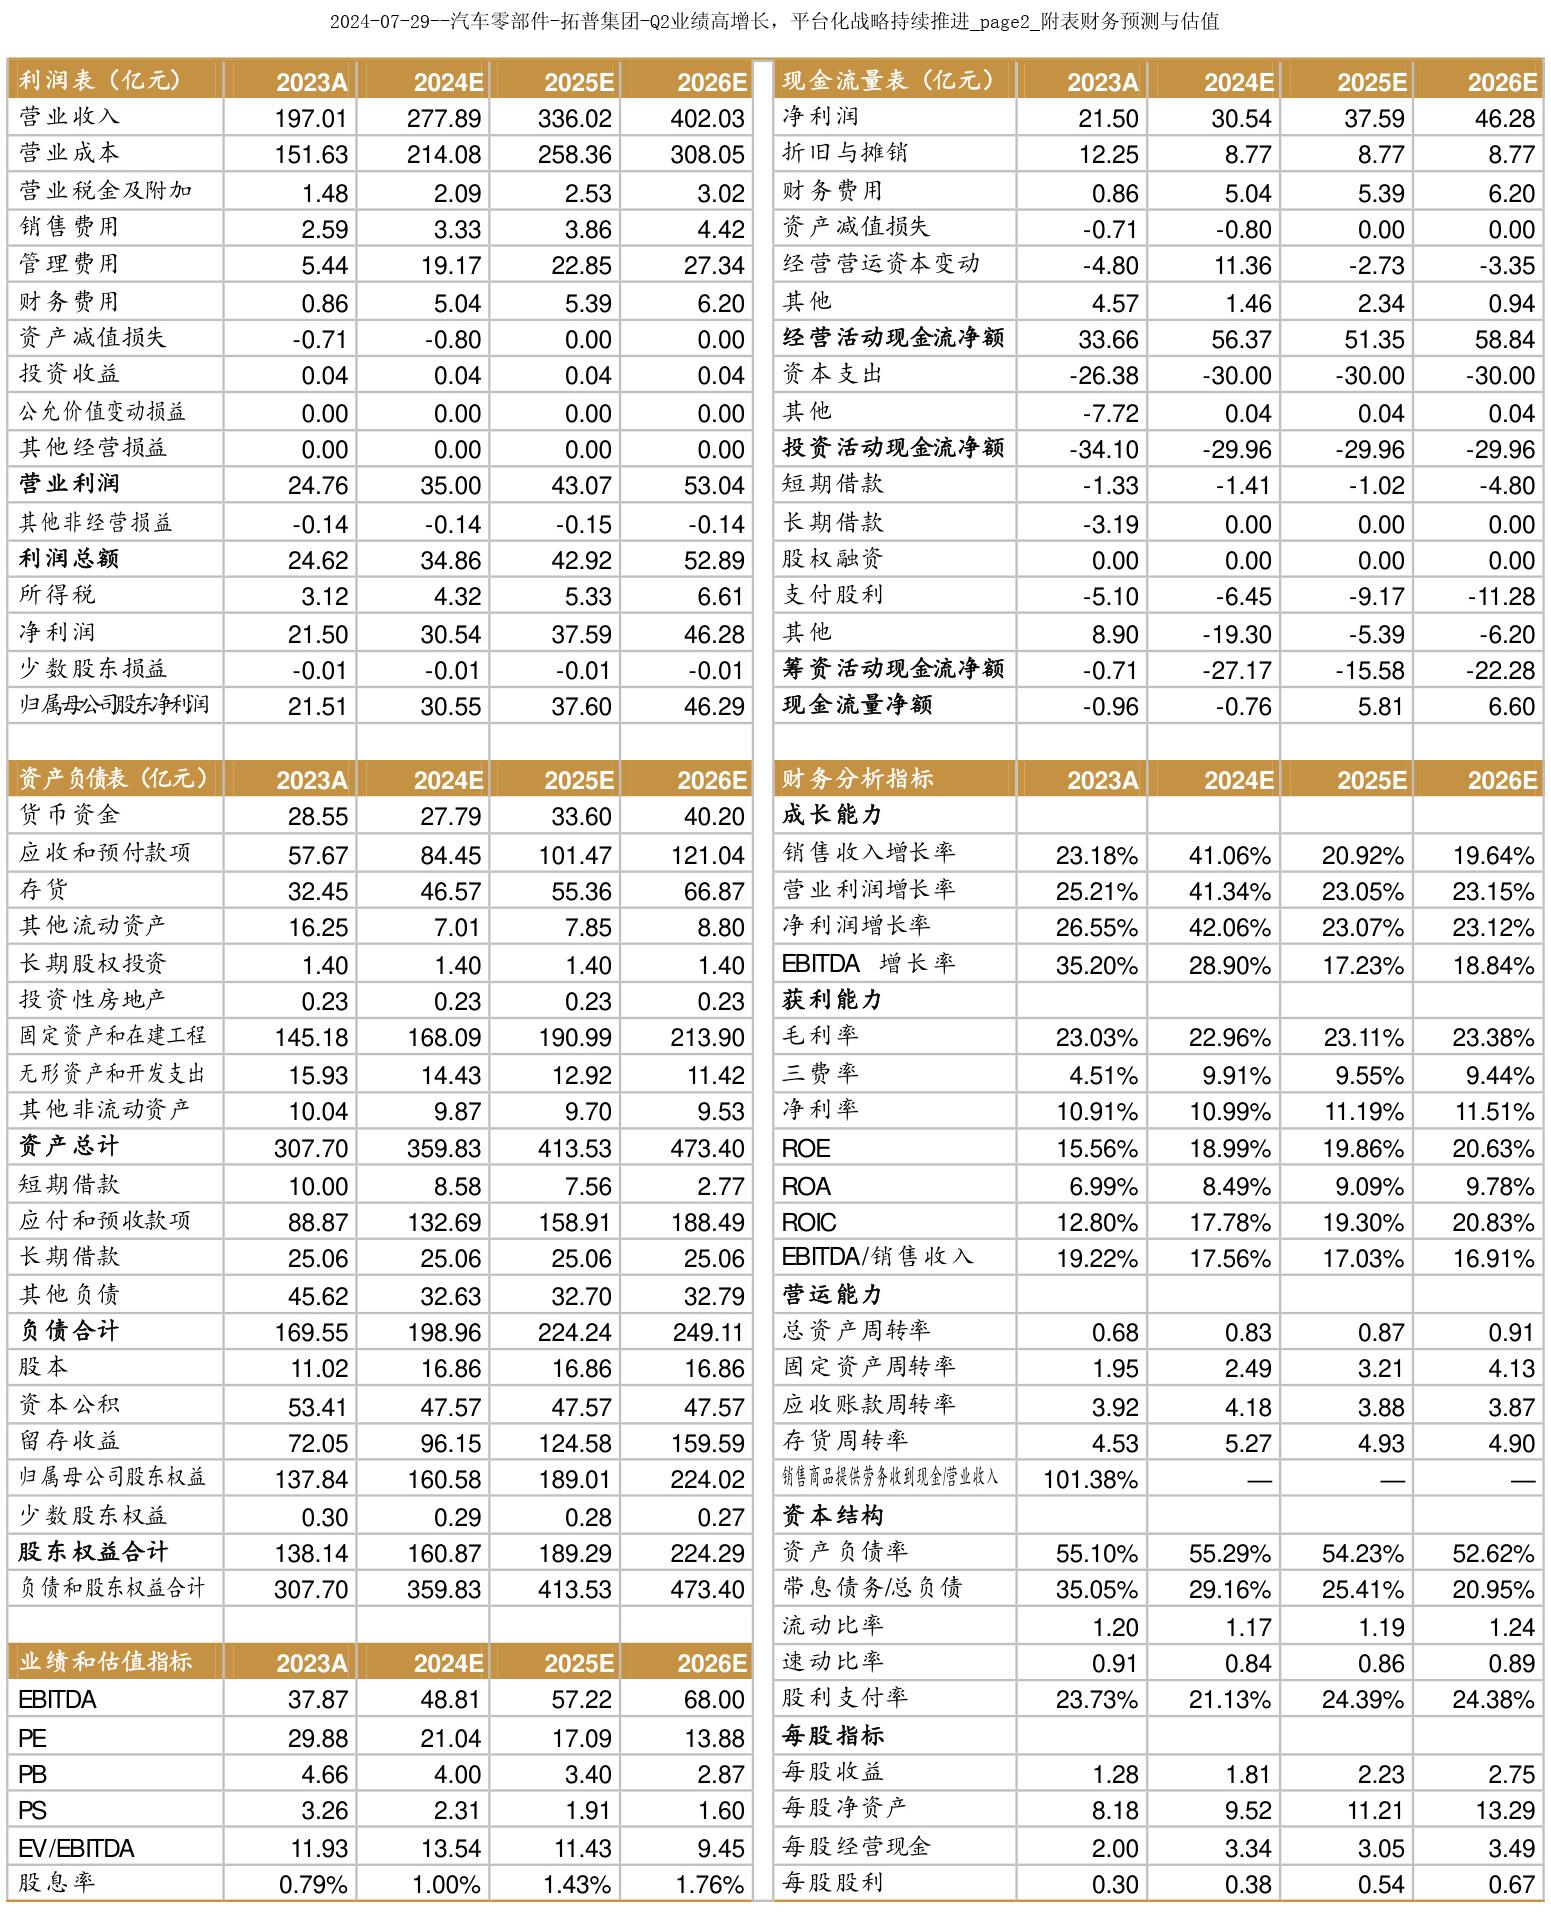 2024-07-29--汽车零部件-拓普集团-Q2业绩高增长，平台化战略持续推进_page2_附表财务预测与估值
利润表（亿元） 2023A 2024E 2025E 2026E 现金流量表（亿元） 2023A 2024E 2025E 2026E
营业收入 197.01 277.89 336.02 402.03 净利润 21.50 30.54 37.59 46.28
营业成本 151.63 214.08 258.36 308.05 折旧与摊销 12.25 8.77 8.77 8.77
营业税金及附加 1.48 2.09 2.53 3.02 财务费用 0.86 5.04 5.39 6.20
销售费用 2.59 3.33 3.86 4.42 资产减值损失 -0.71 -0.80 0.00 0.00
管理费用 5.44 19.17 22.85 27.34 经营营运资本变动 -4.80 11.36 -2.73 -3.35
财务费用 0.86 5.04 5.39 6.20 其他 4.57 1.46 2.34 0.94
资产减值损失 -0.71 -0.80 0.00 0.00 经营活动现金流净额 33.66 56.37 51.35 58.84
投资收益 0.04 0.04 0.04 0.04 资本支出 -26.38 -30.00 -30.00 -30.00
公允价值变动损益 0.00 0.00 0.00 0.00 其他 -7.72 0.04 0.04 0.04
其他经营损益 0.00 0.00 0.00 0.00 投资活动现金流净额 -34.10 -29.96 -29.96 -29.96
营业利润 24.76 35.00 43.07 53.04 短期借款 -1.33 -1.41 -1.02 -4.80
其他非经营损益 -0.14 -0.14 -0.15 -0.14 长期借款 -3.19 0.00 0.00 0.00
利润总额 24.62 34.86 42.92 52.89 股权融资 0.00 0.00 0.00 0.00
所得税 3.12 4.32 5.33 6.61 支付股利 -5.10 -6.45 -9.17 -11.28
净利润 21.50 30.54 37.59 46.28 其他 8.90 -19.30 -5.39 -6.20
少数股东损益 -0.01 -0.01 -0.01 -0.01 筹资活动现金流净额 -0.71 -27.17 -15.58 -22.28
归属母公司股东净利润 21.51 30.55 37.60 46.29 现金流量净额 -0.96 -0.76 5.81 6.60
资产负债表（亿元） 2023A 2024E 2025E 2026E 财务分析指标 2023A 2024E 2025E 2026E
货币资金 28.55 27.79 33.60 40.20 成长能力
应收和预付款项 57.67 84.45 101.47 121.04 销售收入增长率 23.18% 41.06% 20.92% 19.64%
存货 32.45 46.57 55.36 66.87 营业利润增长率 25.21% 41.34% 23.05% 23.15%
其他流动资产 16.25 7.01 7.85 8.80 净利润增长率 26.55% 42.06% 23.07% 23.12%
长期股权投资 1.40 1.40 1.40 1.40 EBITDA 增长率 35.20% 28.90% 17.23% 18.84%
投资性房地产 0.23 0.23 0.23 0.23 获利能力
固定资产和在建工程 145.18 168.09 190.99 213.90 毛利率 23.03% 22.96% 23.11% 23.38%
无形资产和开发支出 15.93 14.43 12.92 11.42 三费率 4.51% 9.91% 9.55% 9.44%
其他非流动资产 10.04 9.87 9.70 9.53 净利率 10.91% 10.99% 11.19% 11.51%
资产总计 307.70 359.83 413.53 473.40 ROE 15.56% 18.99% 19.86% 20.63%
短期借款 10.00 8.58 7.56 2.77 ROA 6.99% 8.49% 9.09% 9.78%
应付和预收款项 88.87 132.69 158.91 188.49 ROIC 12.80% 17.78% 19.30% 20.83%
长期借款 25.06 25.06 25.06 25.06 EBITDA/销售收入 19.22% 17.56% 17.03% 16.91%
其他负债 45.62 32.63 32.70 32.79 营运能力
负债合计 169.55 198.96 224.24 249.11 总资产周转率 0.68 0.83 0.87 0.91
股本 11.02 16.86 16.86 16.86 固定资产周转率 1.95 2.49 3.21 4.13
资本公积 53.41 47.57 47.57 47.57 应收账款周转率 3.92 4.18 3.88 3.87
留存收益 72.05 96.15 124.58 159.59 存货周转率 4.53 5.27 4.93 4.90
归属母公司股东权益 137.84 160.58 189.01 224.02 销售商品提供劳务收到现金/营业收入 101.38% — — —
少数股东权益 0.30 0.29 0.28 0.27 资本结构
股东权益合计 138.14 160.87 189.29 224.29 资产负债率 55.10% 55.29% 54.23% 52.62%
负债和股东权益合计 307.70 359.83 413.53 473.40 带息债务/总负债 35.05% 29.16% 25.41% 20.95%
流动比率 1.20 1.17 1.19 1.24
业绩和估值指标 2023A 2024E 2025E 2026E 速动比率 0.91 0.84 0.86 0.89
EBITDA 37.87 48.81 57.22 68.00 股利支付率 23.73% 21.13% 24.39% 24.38%
PE 29.88 21.04 17.09 13.88 每股指标
PB 4.66 4.00 3.40 2.87 每股收益 1.28 1.81 2.23 2.75
PS 3.26 2.31 1.91 1.60 每股净资产 8.18 9.52 11.21 13.29
EV/EBITDA 11.93 13.54 11.43 9.45 每股经营现金 2.00 3.34 3.05 3.49
股息率 0.79% 1.00% 1.43% 1.76% 每股股利 0.30 0.38 0.54 0.67